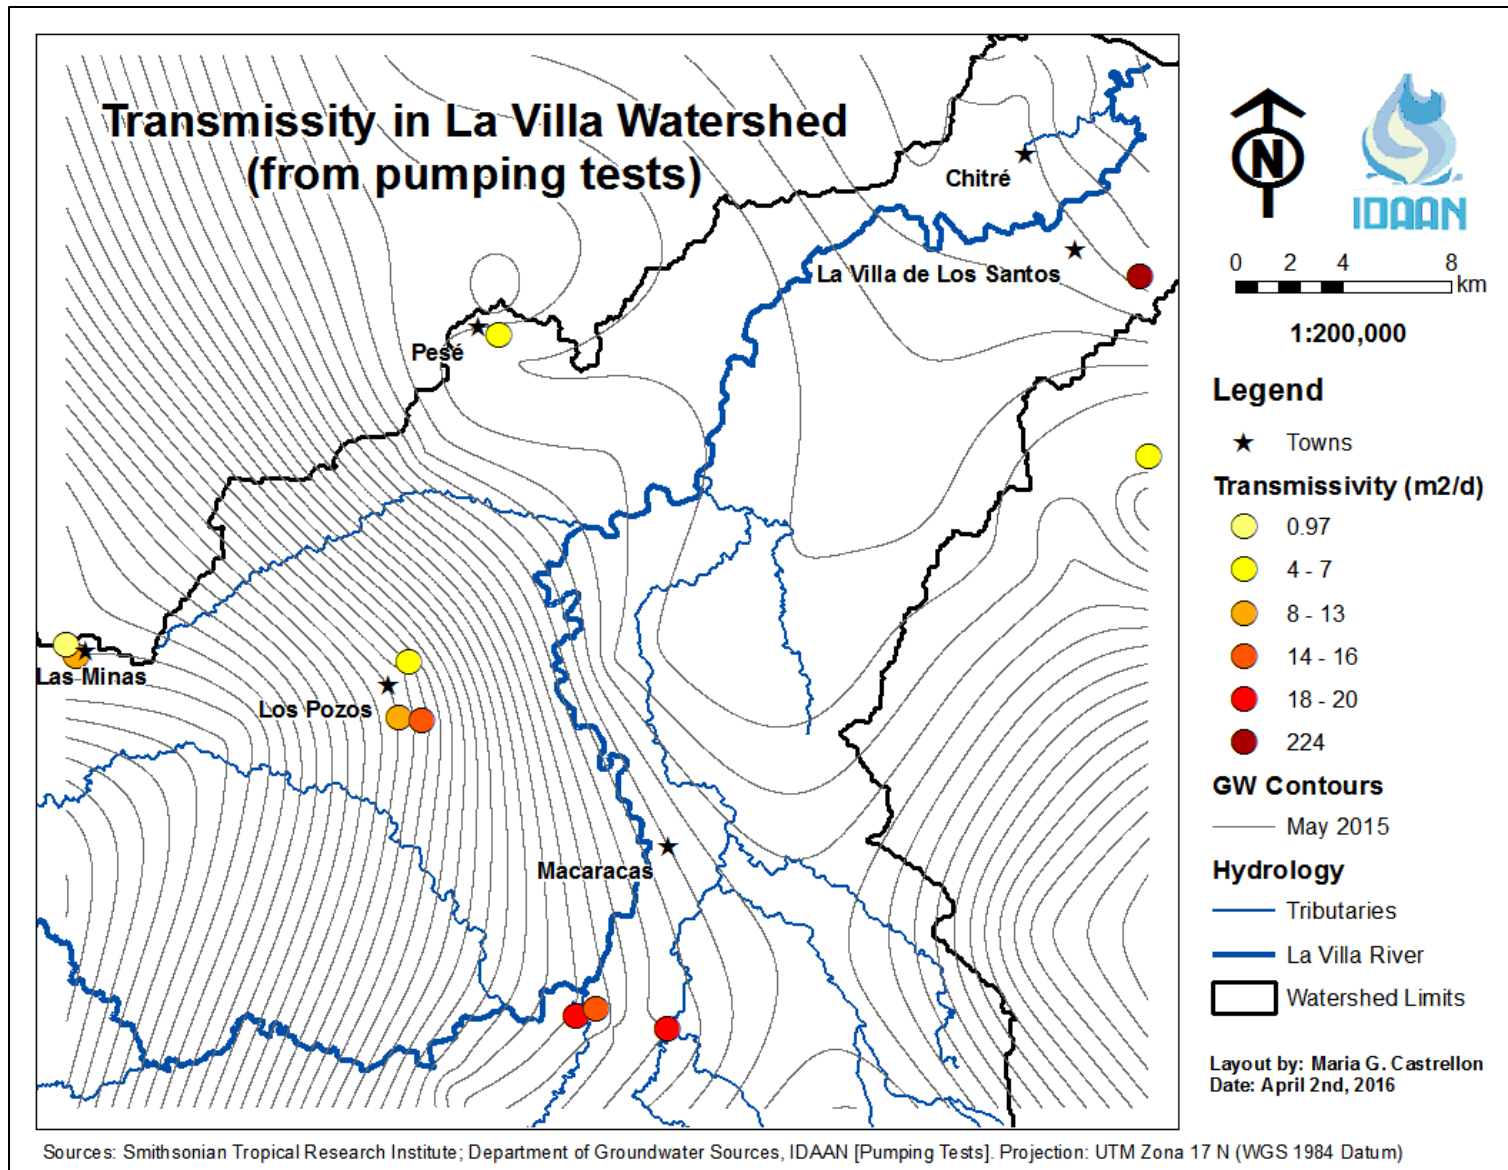 Transmissity in La Villa Watershed
(from pumping tests)
Chitré
La Villa de Los Santos
Pesé
Las Minas
Los Pozos
Macaracas
N
IDAAN
0 2 4 8
km
1:200,000
Legend
Towns
Transmissivity (m2/d)
0.97
4 - 7
8 - 13
14 - 16
18 - 20
224
GW Contours
May 2015
Hydrology
Tributaries
La Villa River
Watershed Limits
Layout by: Maria G. Castrellon
Date: April 2nd, 2016
Sources: Smithsonian Tropical Research Institute; Department of Groundwater Sources, IDAAN [Pumping Tests]. Projection: UTM Zona 17 N (WGS 1984 Datum)